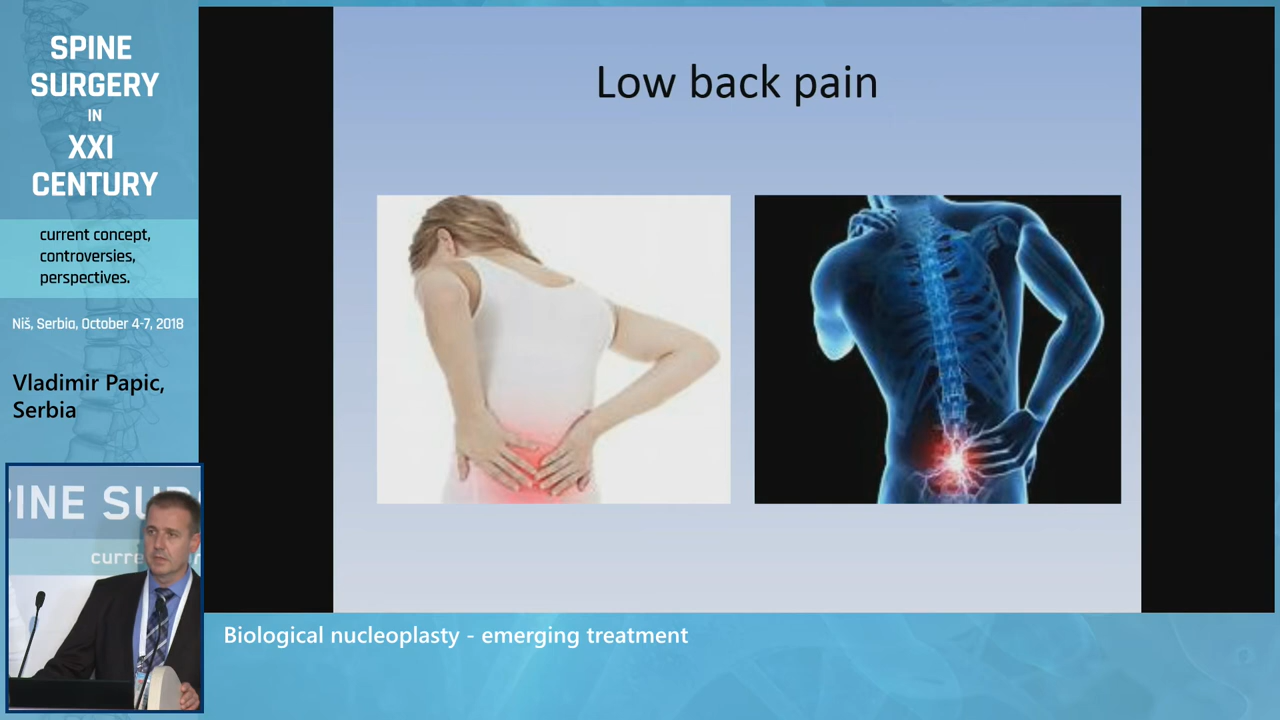 SPINE
SURGERY
IN
XXI
CENTURY
current concept,
controversies,
perspectives.
Niš, Serbia, October 4-7, 2018
Vladimir Papic,
Serbia
Low back pain
Biological nucleoplasty - emerging treatment
PINE SU
curre